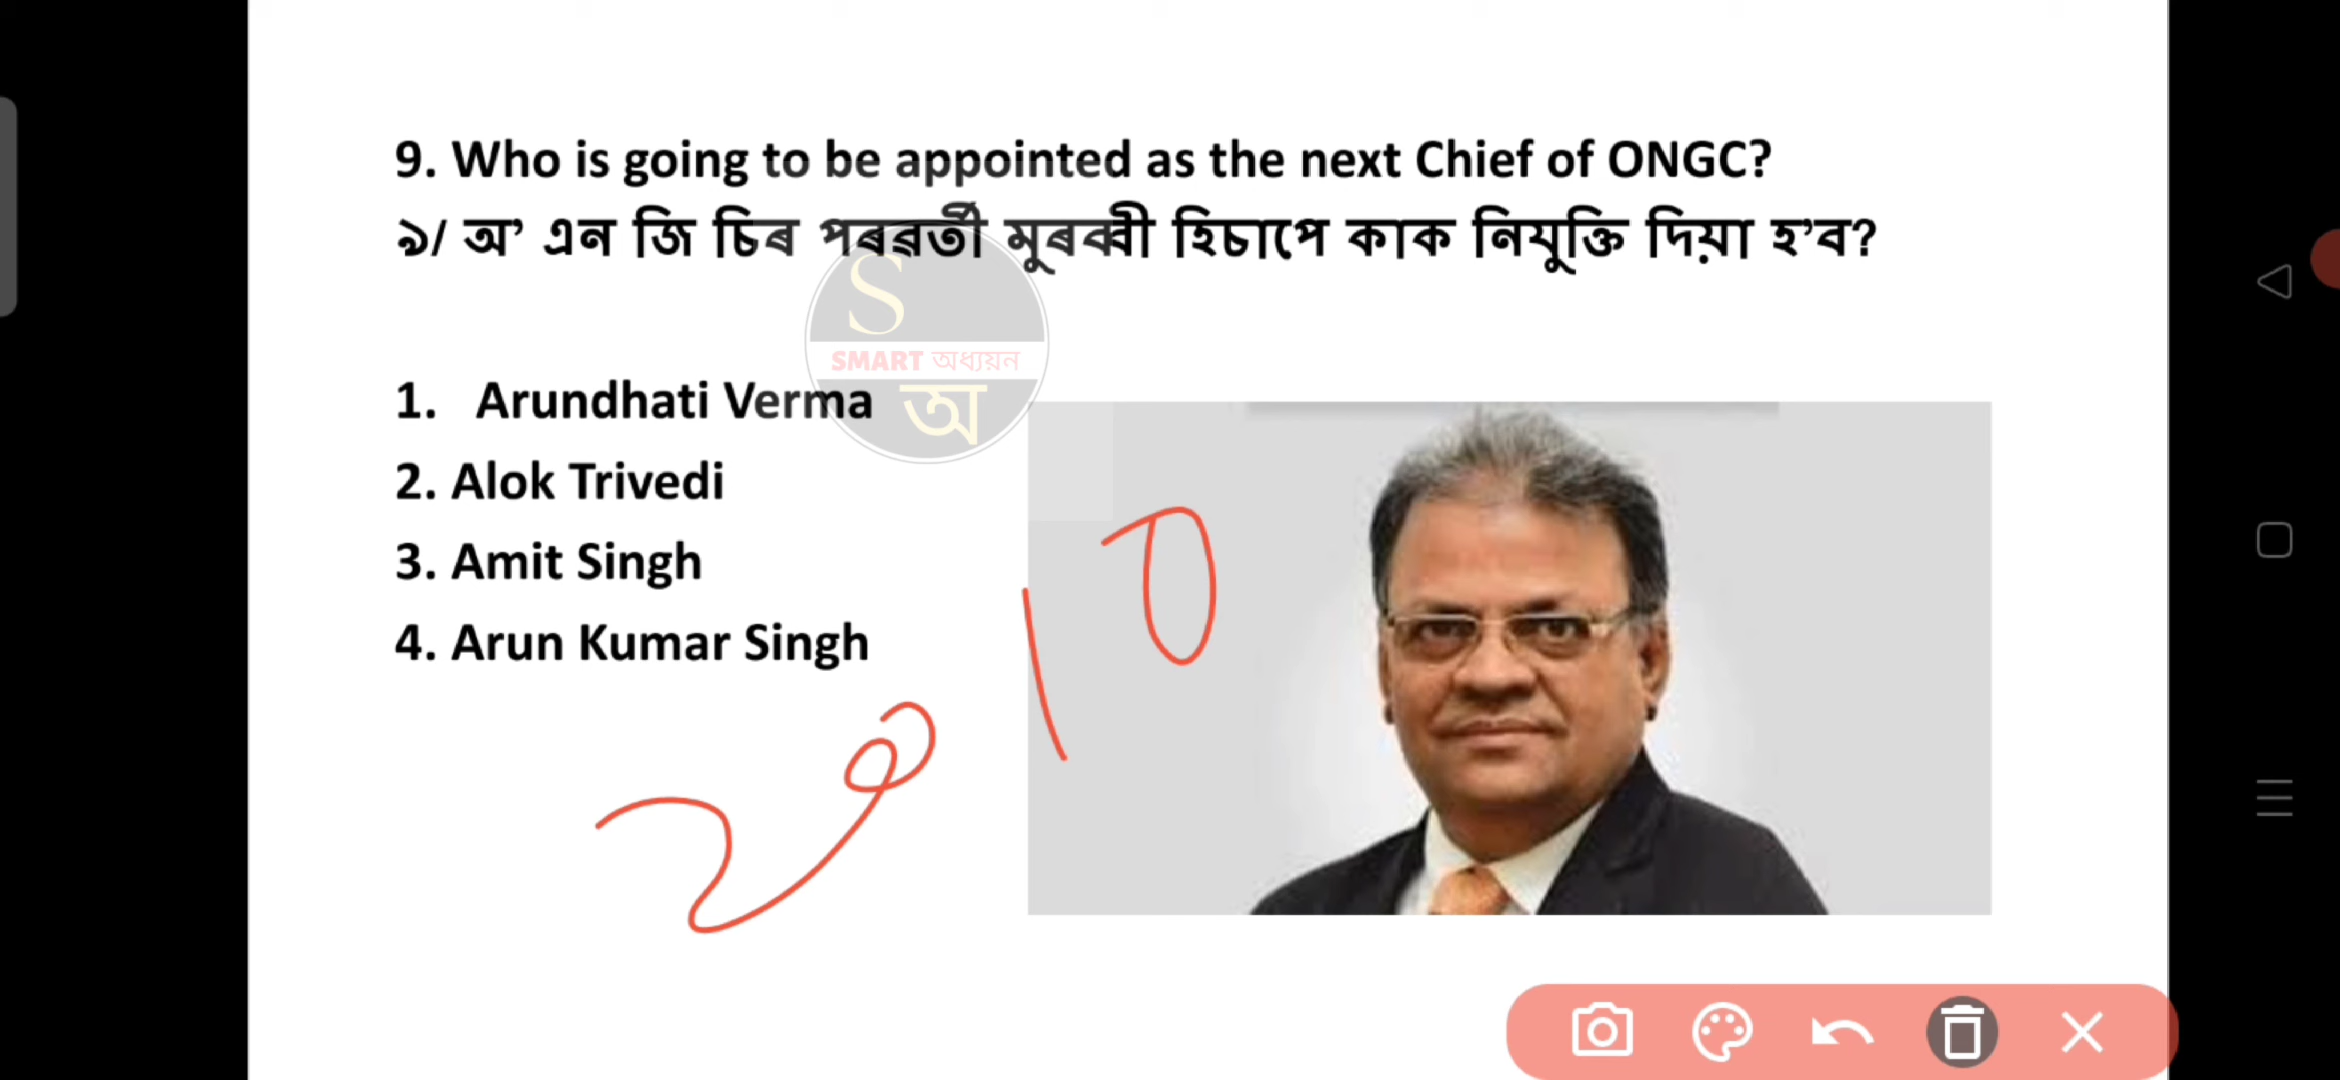 9. Who is going to be appointed as the next Chief of ONGC?
৯/ অ’ এন জি চিৰ পৰৱৰ্তী মুৰব্বী হিচাপে কাক নিযুক্তি দিয়া হ’ব?
S
SMART অধ্যয়ন
অ
1. Arundhati Verma
2. Alok Trivedi
3. Amit Singh
4. Arun Kumar Singh